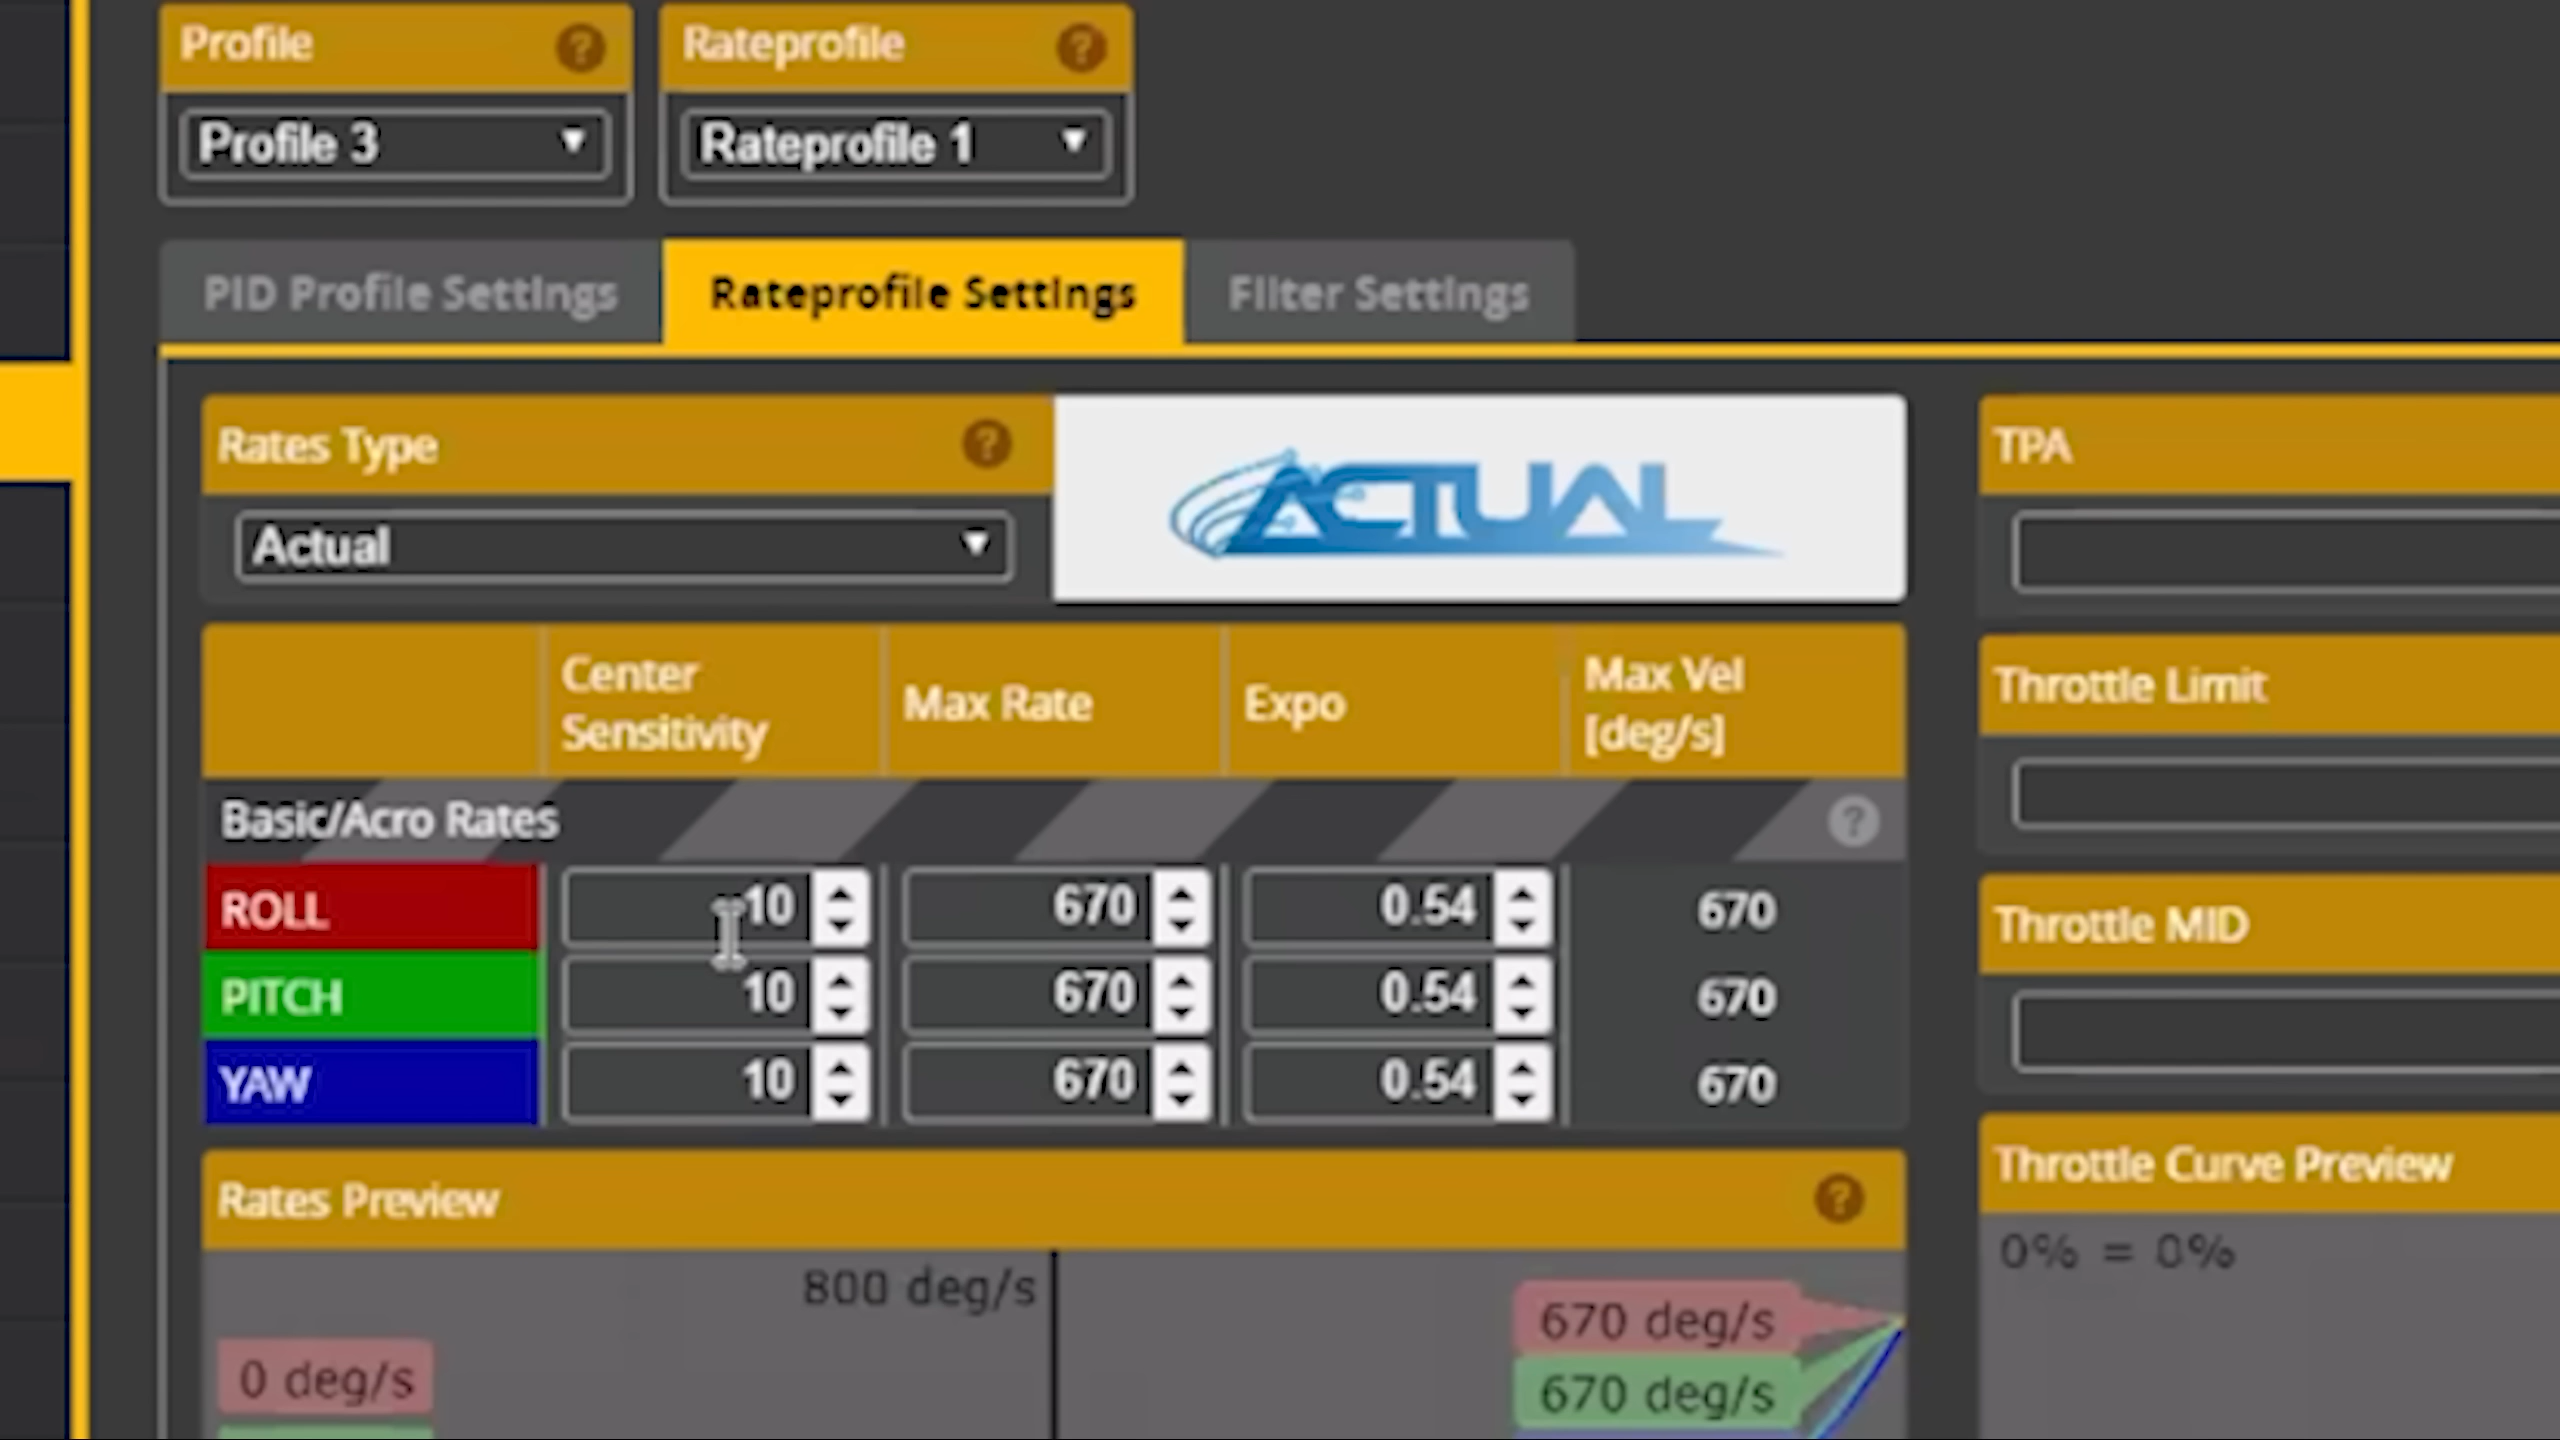 Profile
Rateprofile
Profile 3
Rateprofile 1
PID Profile Settings
Rateprofile Settings
Filter Settings
Rates Type
Actual
ACTUAL
TPA
Throttle Limit
Throttle MID
Throttle Curve Preview
0% = 0%
Center Sensitivity
Max Rate
Expo
Max Vel [deg/s]
Basic/Acro Rates
ROLL 10 670 0.54 670
PITCH 10 670 0.54 670
YAW 10 670 0.54 670
Rates Preview
800 deg/s
670 deg/s
0 deg/s
670 deg/s